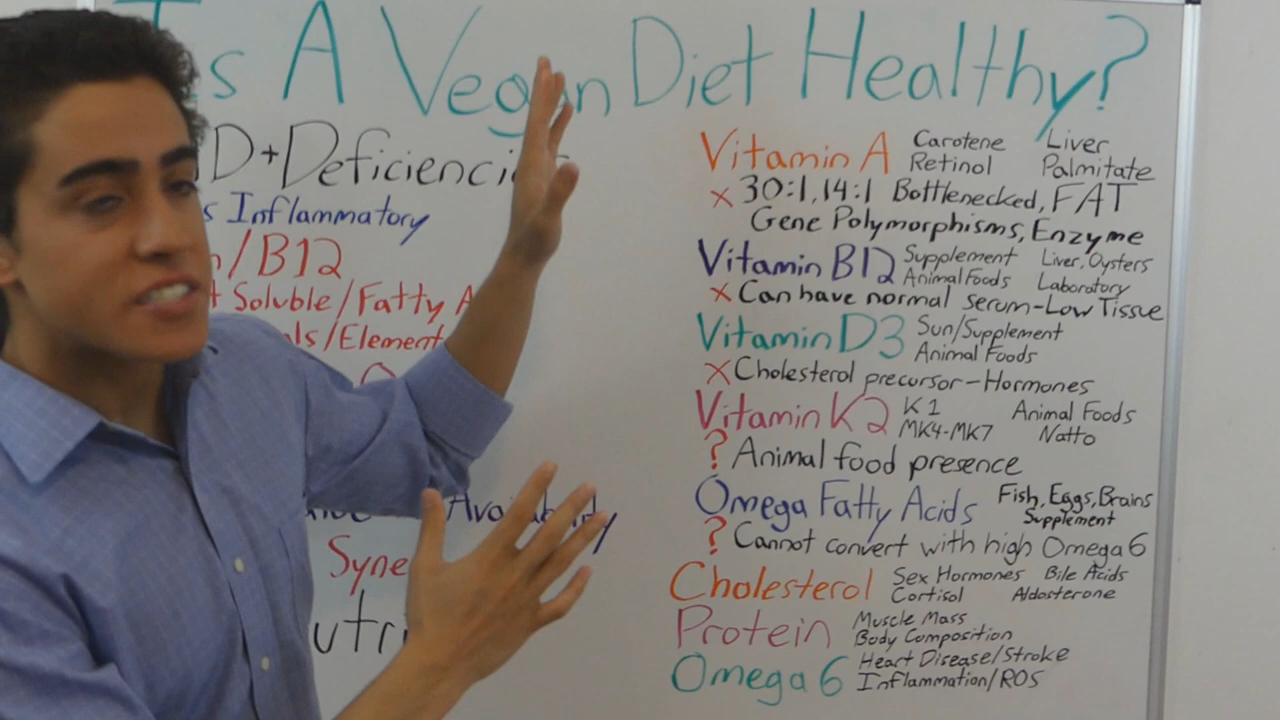 Is A Vegan Diet Healthy?
D+Deficienci
s Inflammatory
/B12
Soluble/Fatty A
ls/Element
Availability
Syne
utri
Vitamin A Carotene Liver
Retinol Palmitate
x 30:1, 14:1 Bottlenecked, FAT
Gene Polymorphisms, Enzyme
Vitamin B12 Supplement Liver, Oysters
Animal Foods Laboratory
x Can have normal serum-Low Tissue
Vitamin D3 Sun/Supplement
Animal Foods
x Cholesterol precursor-Hormones
Vitamin K2 K1 Animal Foods
MK4-MK7 Natto
? Animal food presence
Omega Fatty Acids Fish, Eggs, Brains
Supplement
? Cannot convert with high Omega 6
Cholesterol Sex Hormones Bile Acids
Cortisol Aldosterone
Protein Muscle Mass
Body Composition
Omega 6 Heart Disease/Stroke
Inflammation/ROS